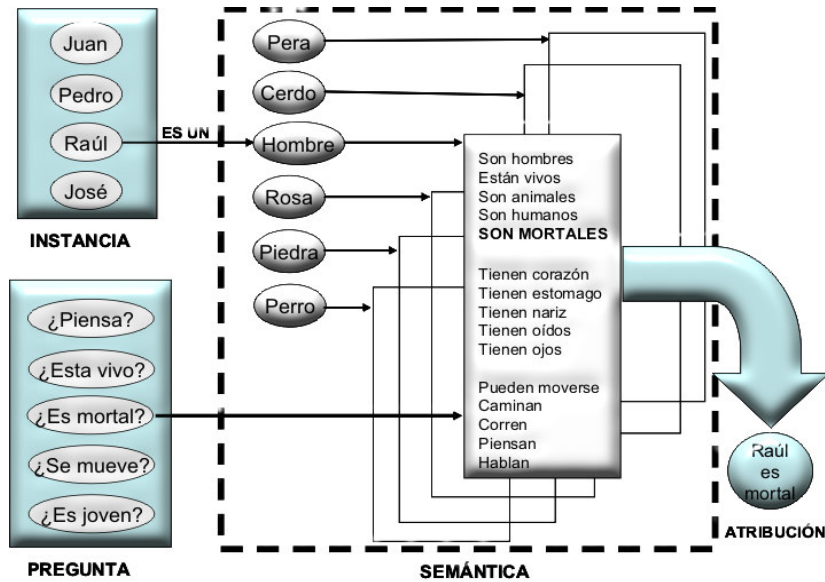 Juan
Pedro
Raúl
José
INSTANCIA
ES UN
¿Piensa?
¿Esta vivo?
¿Es mortal?
¿Se mueve?
¿Es joven?
PREGUNTA
Pera
Cerdo
Hombre
Rosa
Piedra
Perro
Son hombres
Están vivos
Son animales
Son humanos
SON MORTALES
Tienen corazón
Tienen estomago
Tienen nariz
Tienen oídos
Tienen ojos
Pueden moverse
Caminan
Corren
Piensan
Hablan
SEMÁNTICA
Raúl
es
mortal
ATRIBUCIÓN